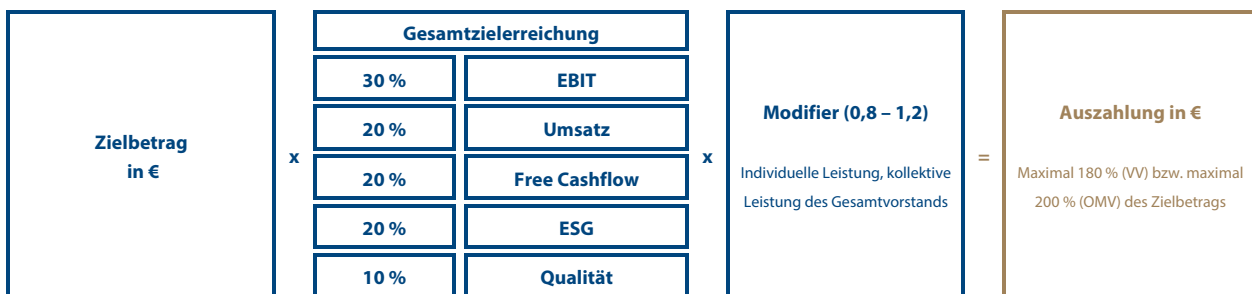 Zielbetrag
in €
x
Gesamtzielerreichung
30 % EBIT
20 % Umsatz
20 % Free Cashflow
20 % ESG
10 % Qualität
x
Modifier (0,8 – 1,2)
Individuelle Leistung, kollektive
Leistung des Gesamtvorstands
=
Auszahlung in €
Maximal 180 % (VV) bzw. maximal
200 % (OMV) des Zielbetrags